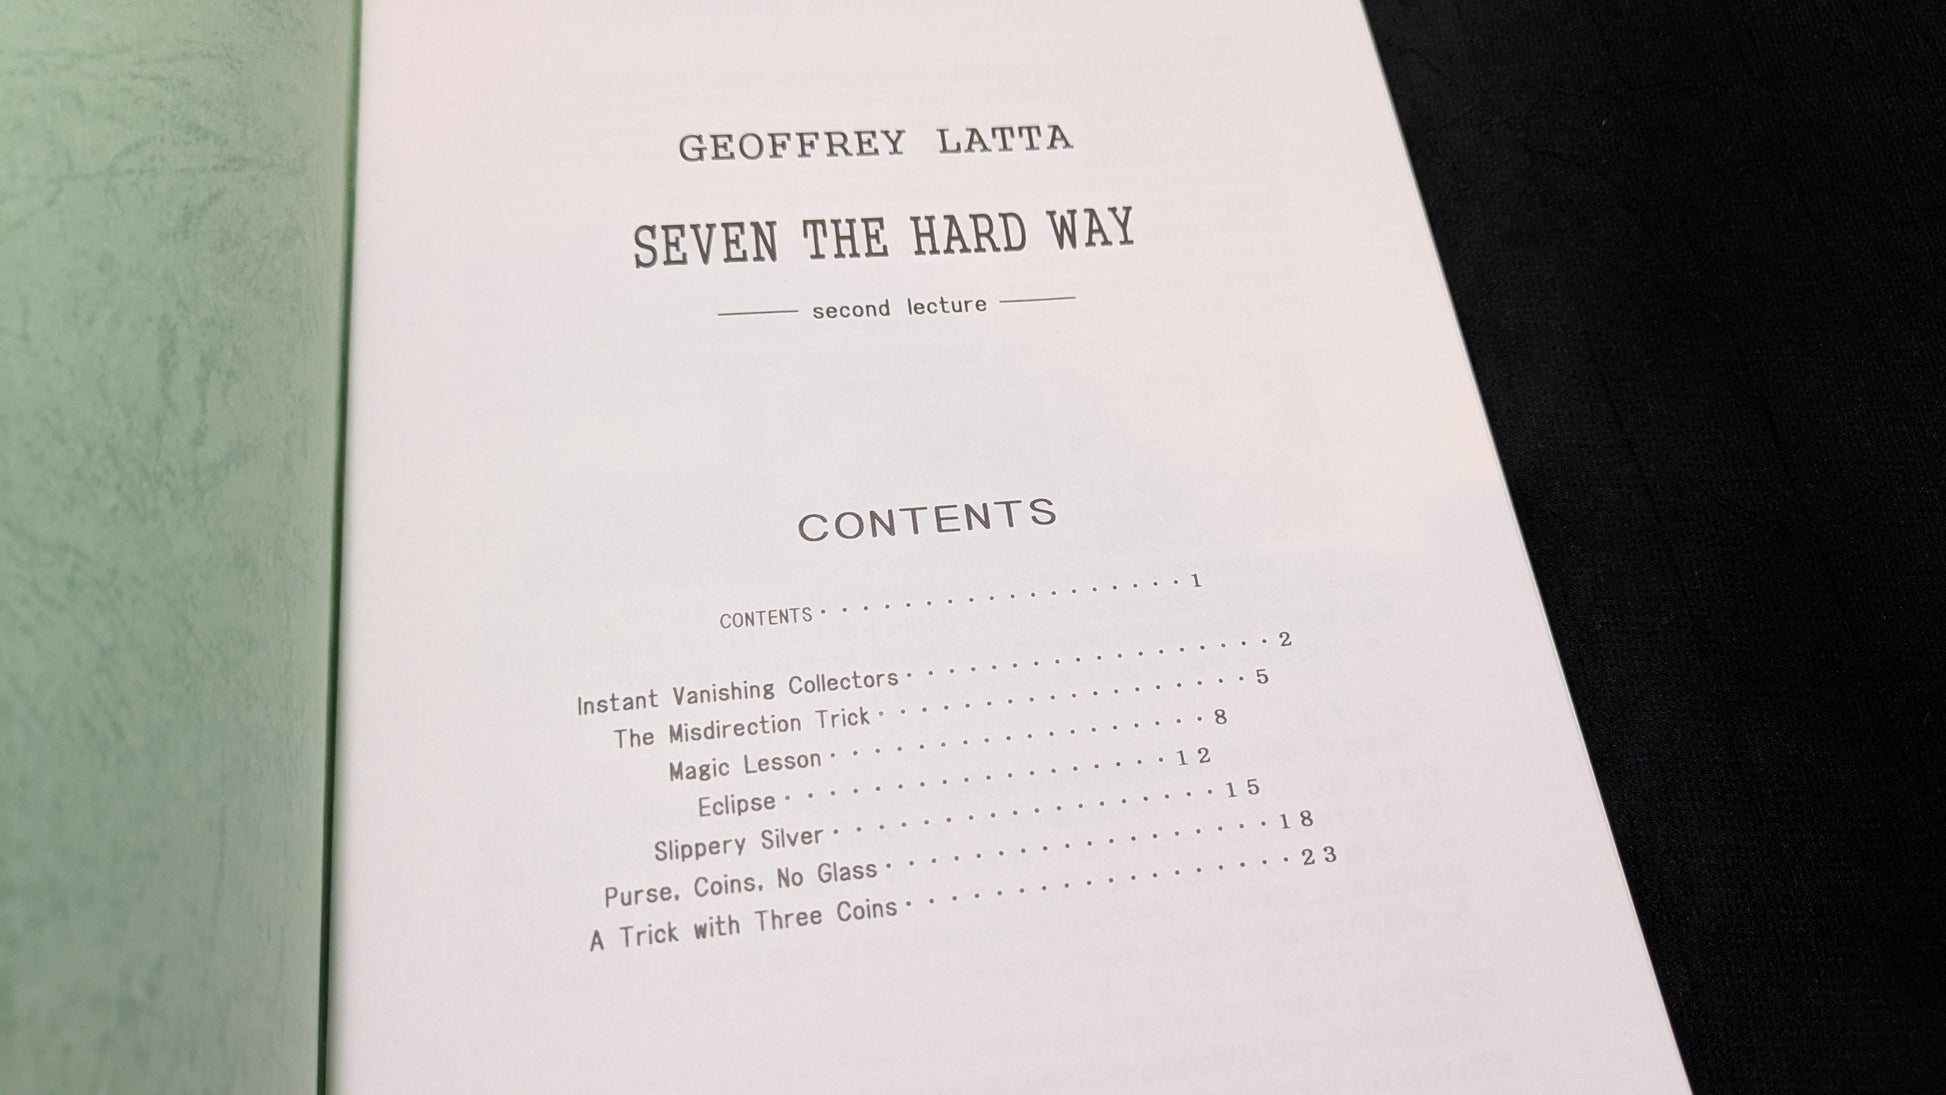 GEOFFREY LATTA
SEVEN THE HARD WAY
second lecture
CONTENTS
CONTENTS · · · · · · · · · · · · · · · · · · 1
Instant Vanishing Collectors · · · · · · · · · · · · · · · · · · 2
The Misdirection Trick · · · · · · · · · · · · · · · · · · 5
Magic Lesson · · · · · · · · · · · · · · · · · · 8
Eclipse · · · · · · · · · · · · · · · · · · 12
Slippery Silver · · · · · · · · · · · · · · · · · · 15
Purse, Coins, No Glass · · · · · · · · · · · · · · · · · · 18
A Trick with Three Coins · · · · · · · · · · · · · · · · · · 23